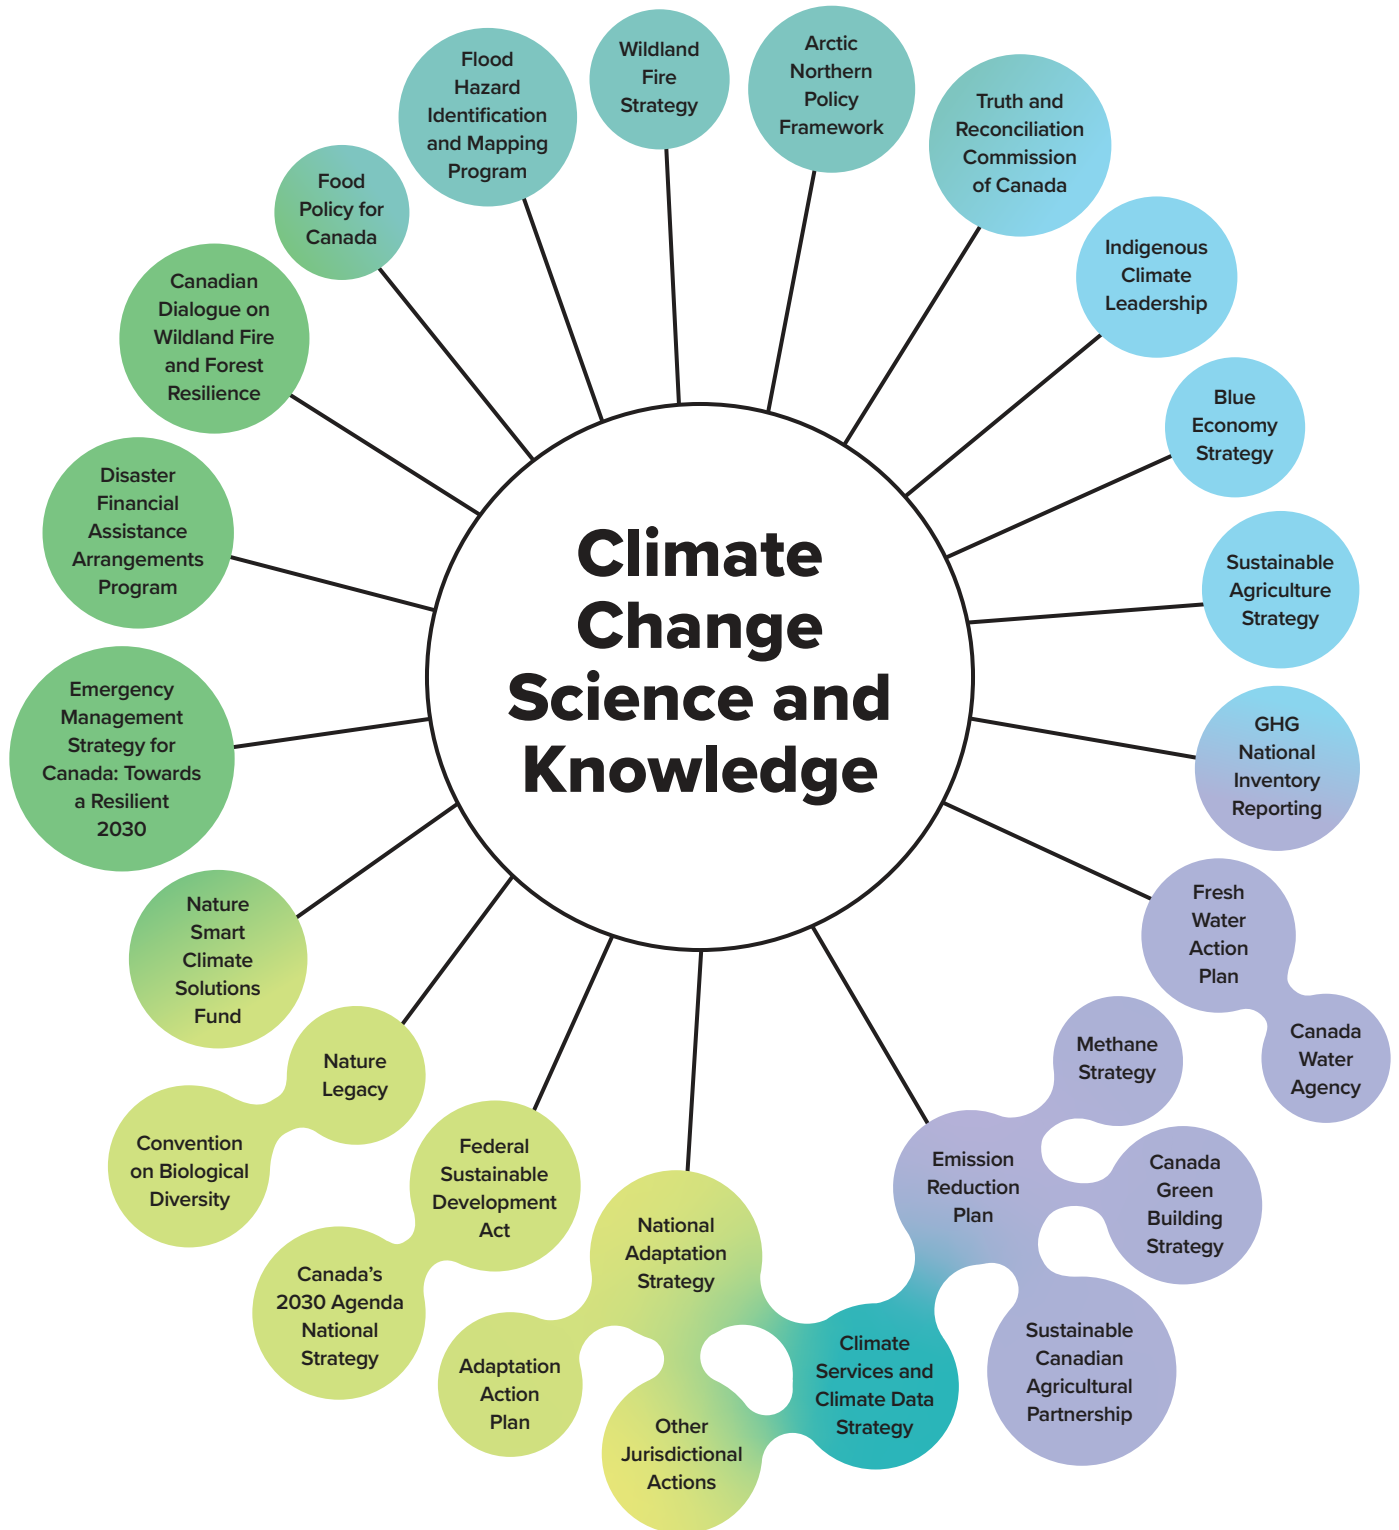 Climate
Change
Science and
Knowledge
Wildland
Fire
Strategy
Arctic
Northern
Policy
Framework
Truth and
Reconciliation
Commission
of Canada
Indigenous
Climate
Leadership
Blue
Economy
Strategy
Sustainable
Agriculture
Strategy
GHG
National
Inventory
Reporting
Fresh
Water
Action
Plan
Canada
Water
Agency
Methane
Strategy
Emission
Reduction
Plan
Canada
Green
Building
Strategy
Sustainable
Canadian
Agricultural
Partnership
Climate
Services and
Climate Data
Strategy
National
Adaptation
Strategy
Other
Jurisdictional
Actions
Adaptation
Action
Plan
Federal
Sustainable
Development
Act
Canada's
2030 Agenda
National
Strategy
Nature
Legacy
Convention
on Biological
Diversity
Nature
Smart
Climate
Solutions
Fund
Emergency
Management
Strategy for
Canada: Towards
a Resilient
2030
Disaster
Financial
Assistance
Arrangements
Program
Canadian
Dialogue on
Wildland Fire
and Forest
Resilience
Food
Policy for
Canada
Flood
Hazard
Identification
and Mapping
Program